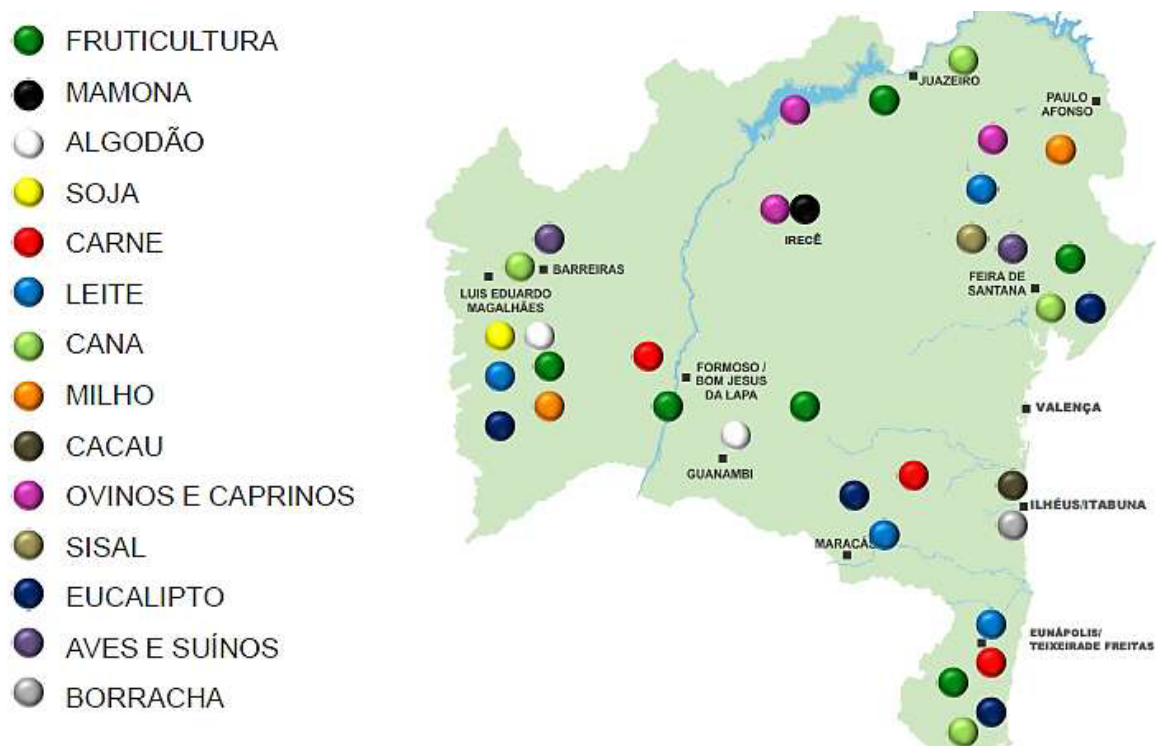 FRUTICULTURA
MAMONA
ALGODÃO
SOJA
CARNE
LEITE
CANA
MILHO
CACAU
OVINOS E CAPRINOS
SISAL
EUCALIPTO
AVES E SUÍNOS
BORRACHA
JUAZEIRO
PAULO
AFONSO
IRECÊ
BARREIRAS
LUIS EDUARDO
MAGALHÃES
FEIRA DE
SANTANA
FORMOSO /
BOM JESUS
DA LAPA
VALENÇA
GUANAMBI
ILHÉUS/ITABUNA
MARACÁS
EUNÁPOLIS/
TEIXEIRADE FREITAS